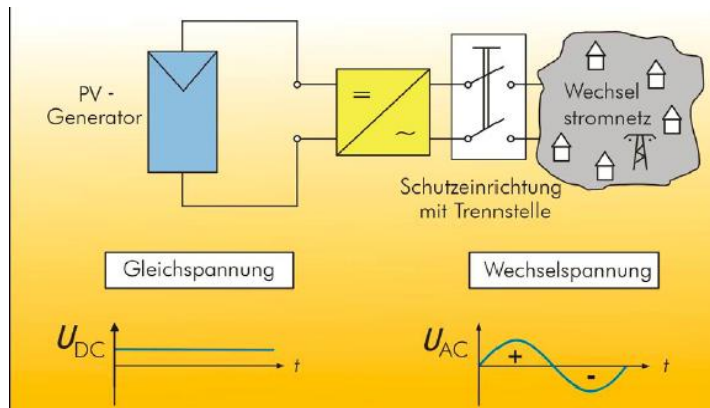 PV -
Generator
=
~
Wechsel
stromnetz
Schutzeinrichtung
mit Trennstelle
Gleichspannung
Wechselspannung
UDC
t
UAC
+
-
t